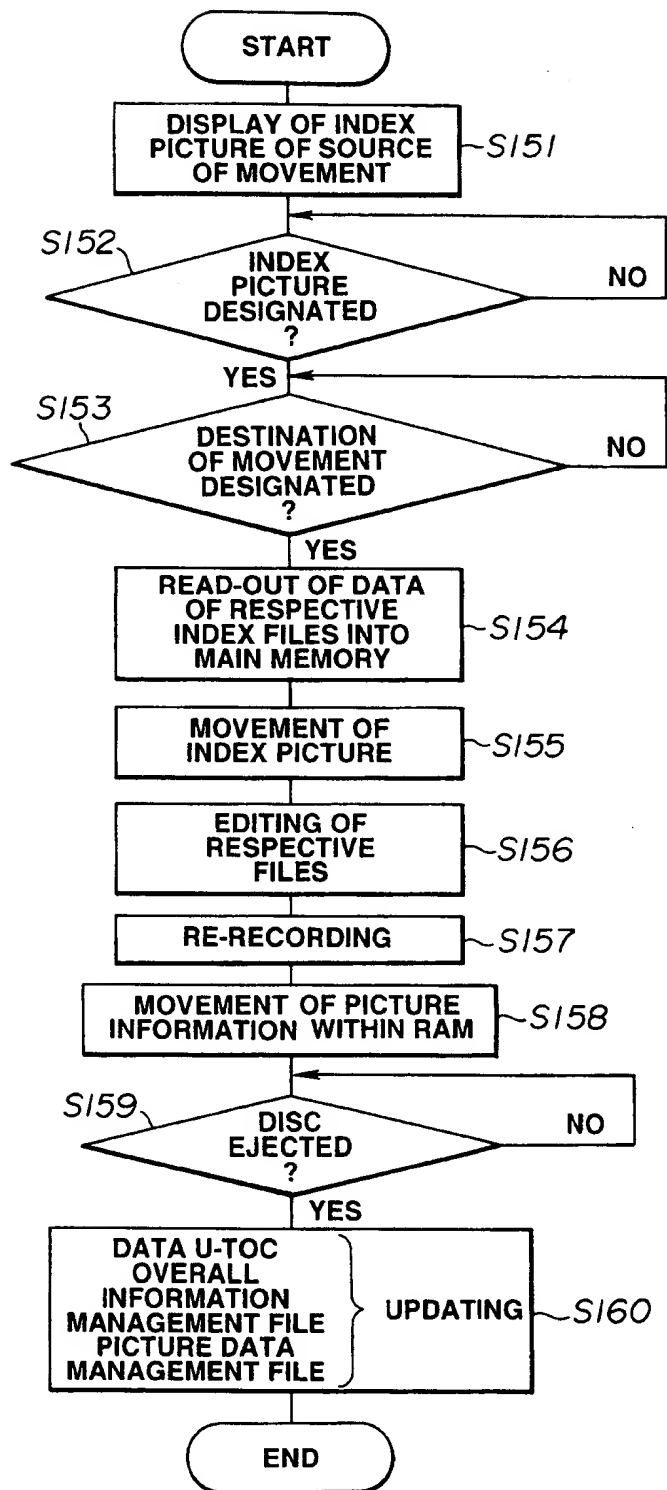 START
DISPLAY OF INDEX
PICTURE OF SOURCE
OF MOVEMENT
S151
S152
INDEX
PICTURE
DESIGNATED
?
NO
YES
S153
DESTINATION
OF MOVEMENT
DESIGNATED
?
NO
YES
READ-OUT OF DATA
OF RESPECTIVE
INDEX FILES INTO
MAIN MEMORY
S154
MOVEMENT OF
INDEX PICTURE
S155
EDITING OF
RESPECTIVE
FILES
S156
RE-RECORDING
S157
MOVEMENT OF PICTURE
INFORMATION WITHIN RAM
S158
S159
DISC
EJECTED
?
NO
YES
DATA U-TOC
OVERALL
INFORMATION
MANAGEMENT FILE
PICTURE DATA
MANAGEMENT FILE
UPDATING
S160
END